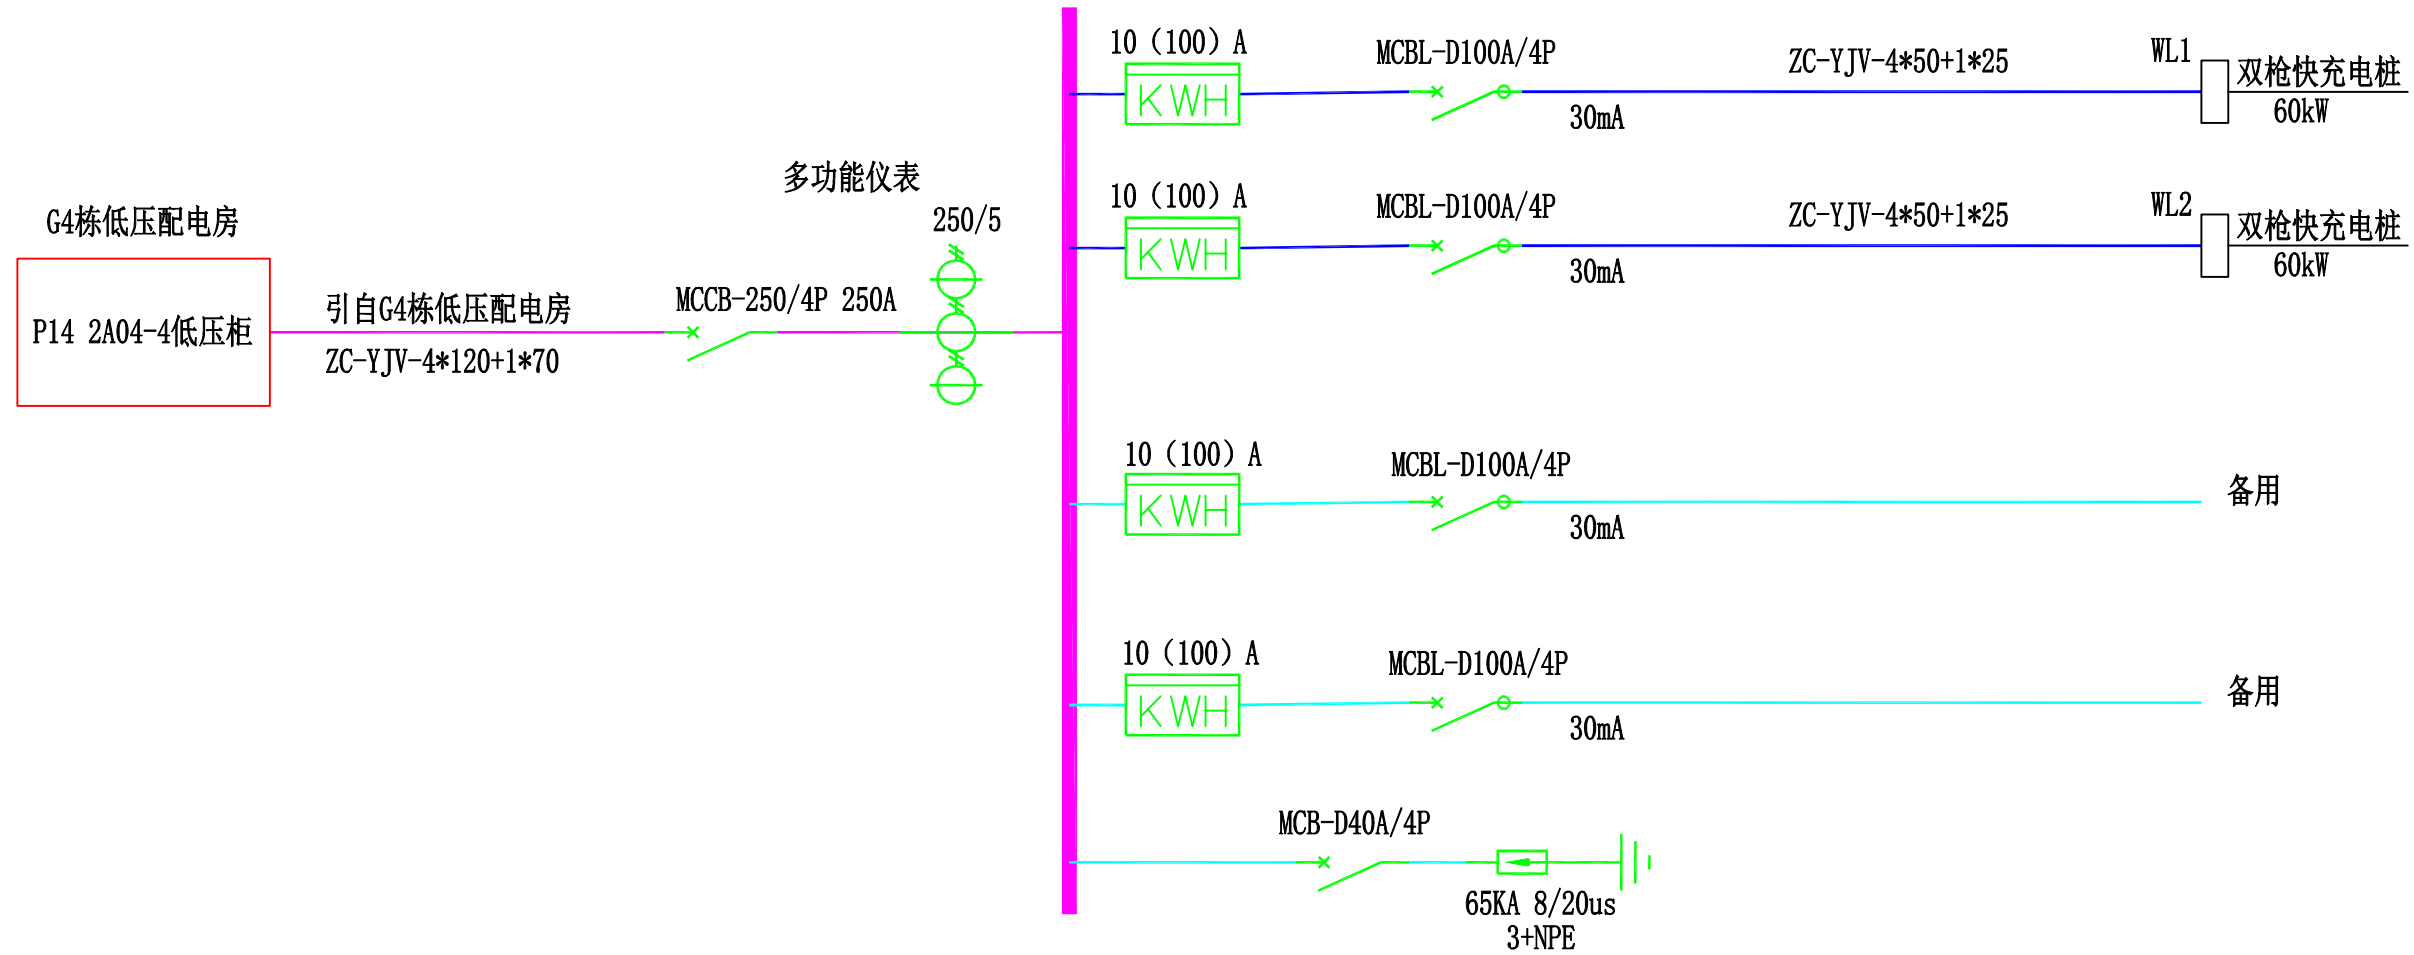 G4栋低压配电房
P14 2A04-4低压柜
引自G4栋低压配电房
ZC-YJV-4*120+1*70
MCCB-250/4P 250A
多功能仪表
250/5
10（100）A
KWH
MCBL-D100A/4P
30mA
ZC-YJV-4*50+1*25
WL1
双枪快充电桩
60kW
10（100）A
KWH
MCBL-D100A/4P
30mA
ZC-YJV-4*50+1*25
WL2
双枪快充电桩
60kW
10（100）A
KWH
MCBL-D100A/4P
30mA
备用
10（100）A
KWH
MCBL-D100A/4P
30mA
备用
MCB-D40A/4P
65KA 8/20us
3+NPE